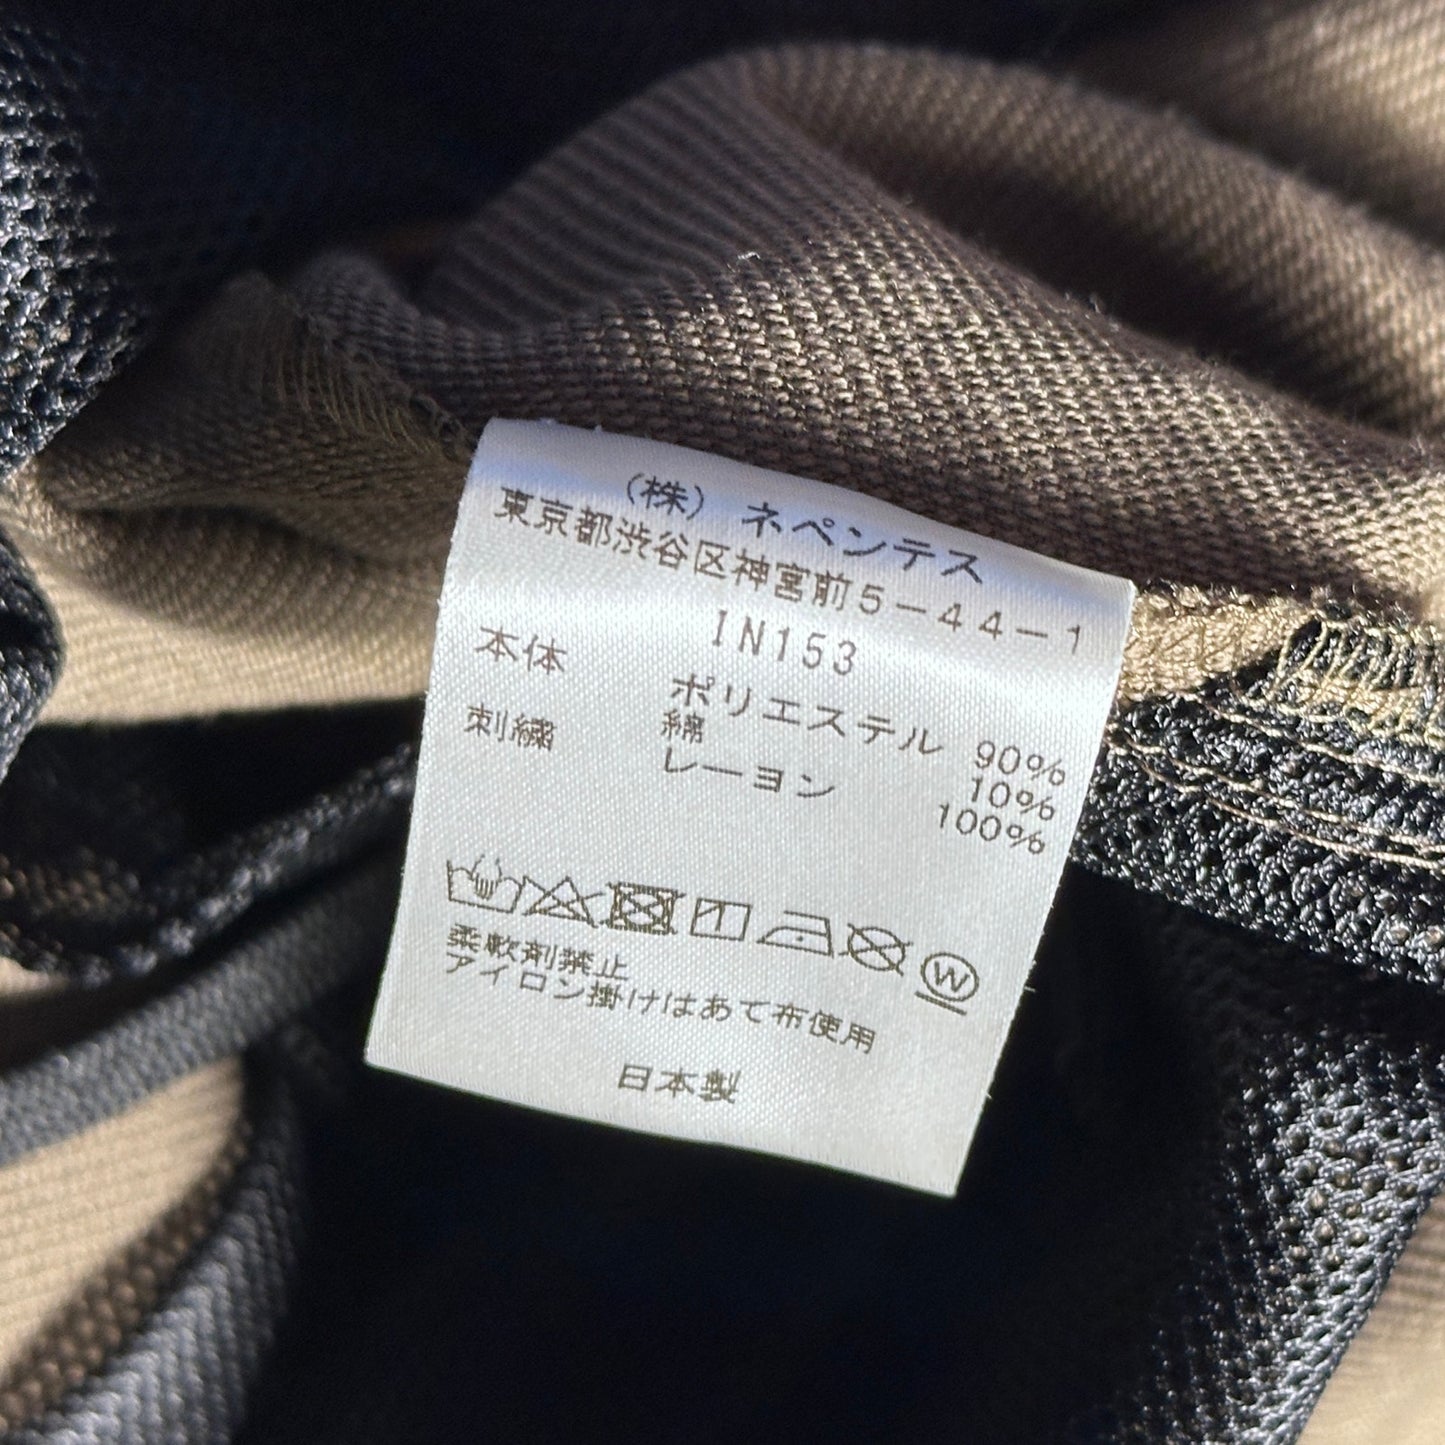 （株）ネペンテス
東京都渋谷区神宮前５－４４－１
IN153
本体 ポリエステル 90%
綿 10%
刺繍 レーヨン 100%
W
柔軟剤禁止
アイロン掛けはあて布使用
日本製